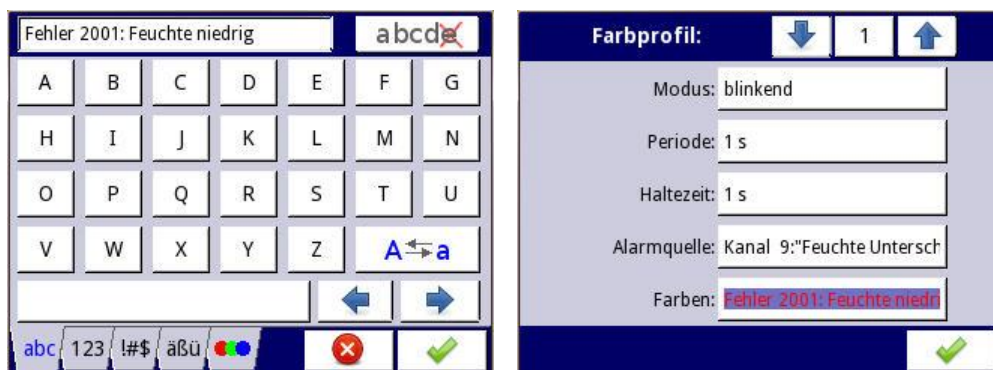 Fehler 2001: Feuchte niedrig
abcde
A B C D E F G
H I J K L M N
O P Q R S T U
V W X Y Z A a
abc 123 !#$ äßü
Farbprofil: 1
Modus: blinkend
Periode: 1 s
Haltezeit: 1 s
Alarmquelle: Kanal 9:"Feuchte Untersch
Farben: Fehler 2001: Feuchte niedri